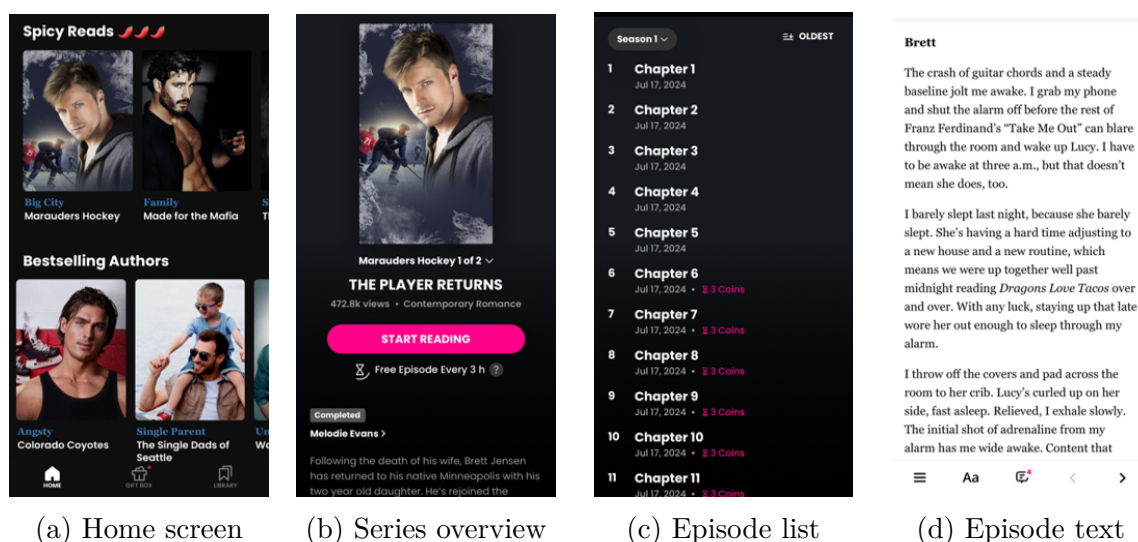 Spicy Reads 🌶️🌶️🌶️
Big City
Marauders Hockey
Family
Made for the Mafia
S
T
Bestselling Authors
Angsty
Colorado Coyotes
Single Parent
The Single Dads of
Seattle
Un
Wo
HOME
GIFT BOX
LIBRARY
(a) Home screen
Marauders Hockey 1 of 2
THE PLAYER RETURNS
472.8k views • Contemporary Romance
START READING
Free Episode Every 3 h ?
Completed
Melodie Evans >
Following the death of his wife, Brett Jensen
has returned to his native Minneapolis with his
two year old daughter. He's rejoined the
(b) Series overview
Season 1
OLDEST
1 Chapter 1
Jul 17, 2024
2 Chapter 2
Jul 17, 2024
3 Chapter 3
Jul 17, 2024
4 Chapter 4
Jul 17, 2024
5 Chapter 5
Jul 17, 2024
6 Chapter 6
Jul 17, 2024 • 3 Coins
7 Chapter 7
Jul 17, 2024 • 3 Coins
8 Chapter 8
Jul 17, 2024 • 3 Coins
9 Chapter 9
Jul 17, 2024 • 3 Coins
10 Chapter 10
Jul 17, 2024 • 3 Coins
11 Chapter 11
Jul 17, 2024 • 3 Coins
(c) Episode list
Brett
The crash of guitar chords and a steady
baseline jolt me awake. I grab my phone
and shut the alarm off before the rest of
Franz Ferdinand's “Take Me Out” can blare
through the room and wake up Lucy. I have
to be awake at three a.m., but that doesn't
mean she does, too.
I barely slept last night, because she barely
slept. She's having a hard time adjusting to
a new house and a new routine, which
means we were up together well past
midnight reading Dragons Love Tacos over
and over. With any luck, staying up that late
wore her out enough to sleep through my
alarm.
I throw off the covers and pad across the
room to her crib. Lucy's curled up on her
side, fast asleep. Relieved, I exhale slowly.
The initial shot of adrenaline from my
alarm has me wide awake. Content that
Aa
4
(d) Episode text